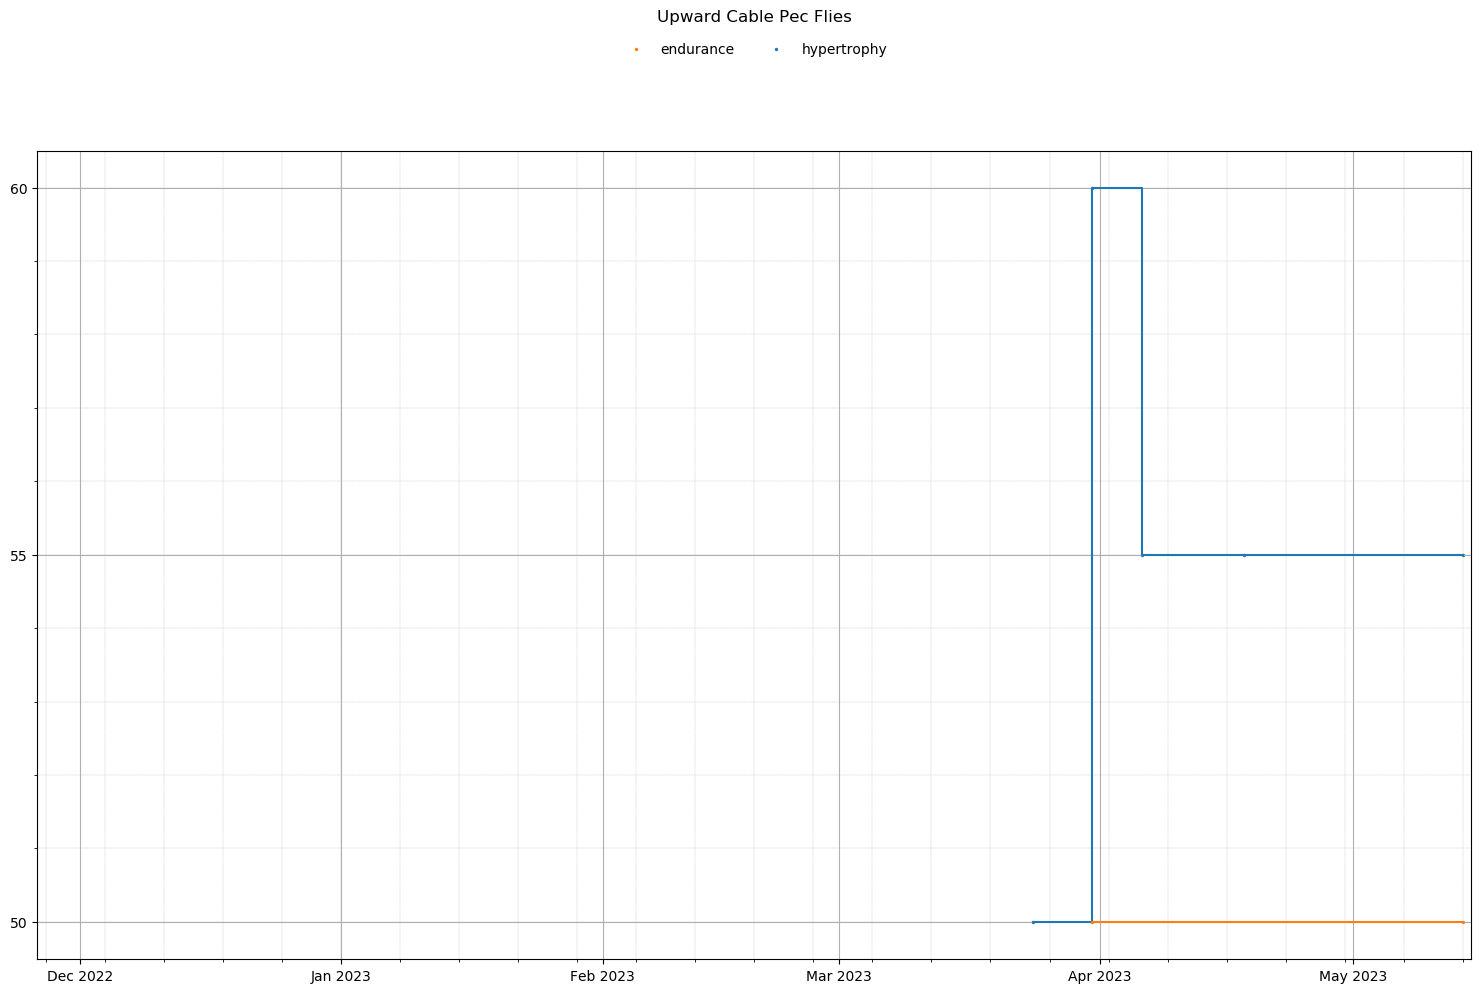 Upward Cable Pec Flies
endurance hypertrophy
60
55
50
Dec 2022 Jan 2023 Feb 2023 Mar 2023 Apr 2023 May 2023